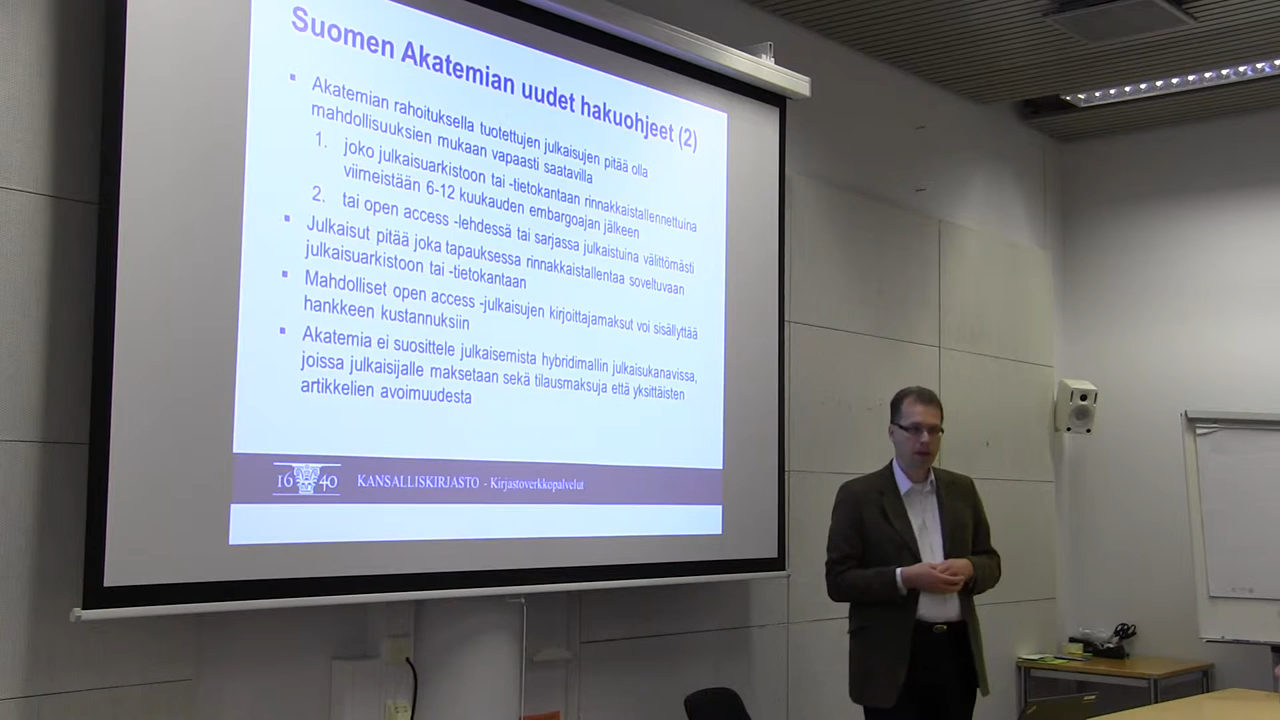 Suomen Akatemian uudet hakuohjeet (2)
▪ Akatemian rahoituksella tuotettujen julkaisujen pitää olla
mahdollisuuksien mukaan vapaasti saatavilla
1. joko julkaisuarkistoon tai -tietokantaan rinnakkaistallennettuina
viimeistään 6-12 kuukauden embargoajan jälkeen
2. tai open access -lehdessä tai sarjassa julkaistuina välittömästi
▪ Julkaisut pitää joka tapauksessa rinnakkaistallentaa soveltuvaan
julkaisuarkistoon tai -tietokantaan
▪ Mahdolliset open access -julkaisujen kirjoittajamaksut voi sisällyttää
hankkeen kustannuksiin
▪ Akatemia ei suosittele julkaisemista hybridimallin julkaisukanavissa,
joissa julkaisijalle maksetaan sekä tilausmaksuja että yksittäisten
artikkelien avoimuudesta
1640 KANSALLISKIRJASTO - Kirjastoverkkopalvelut